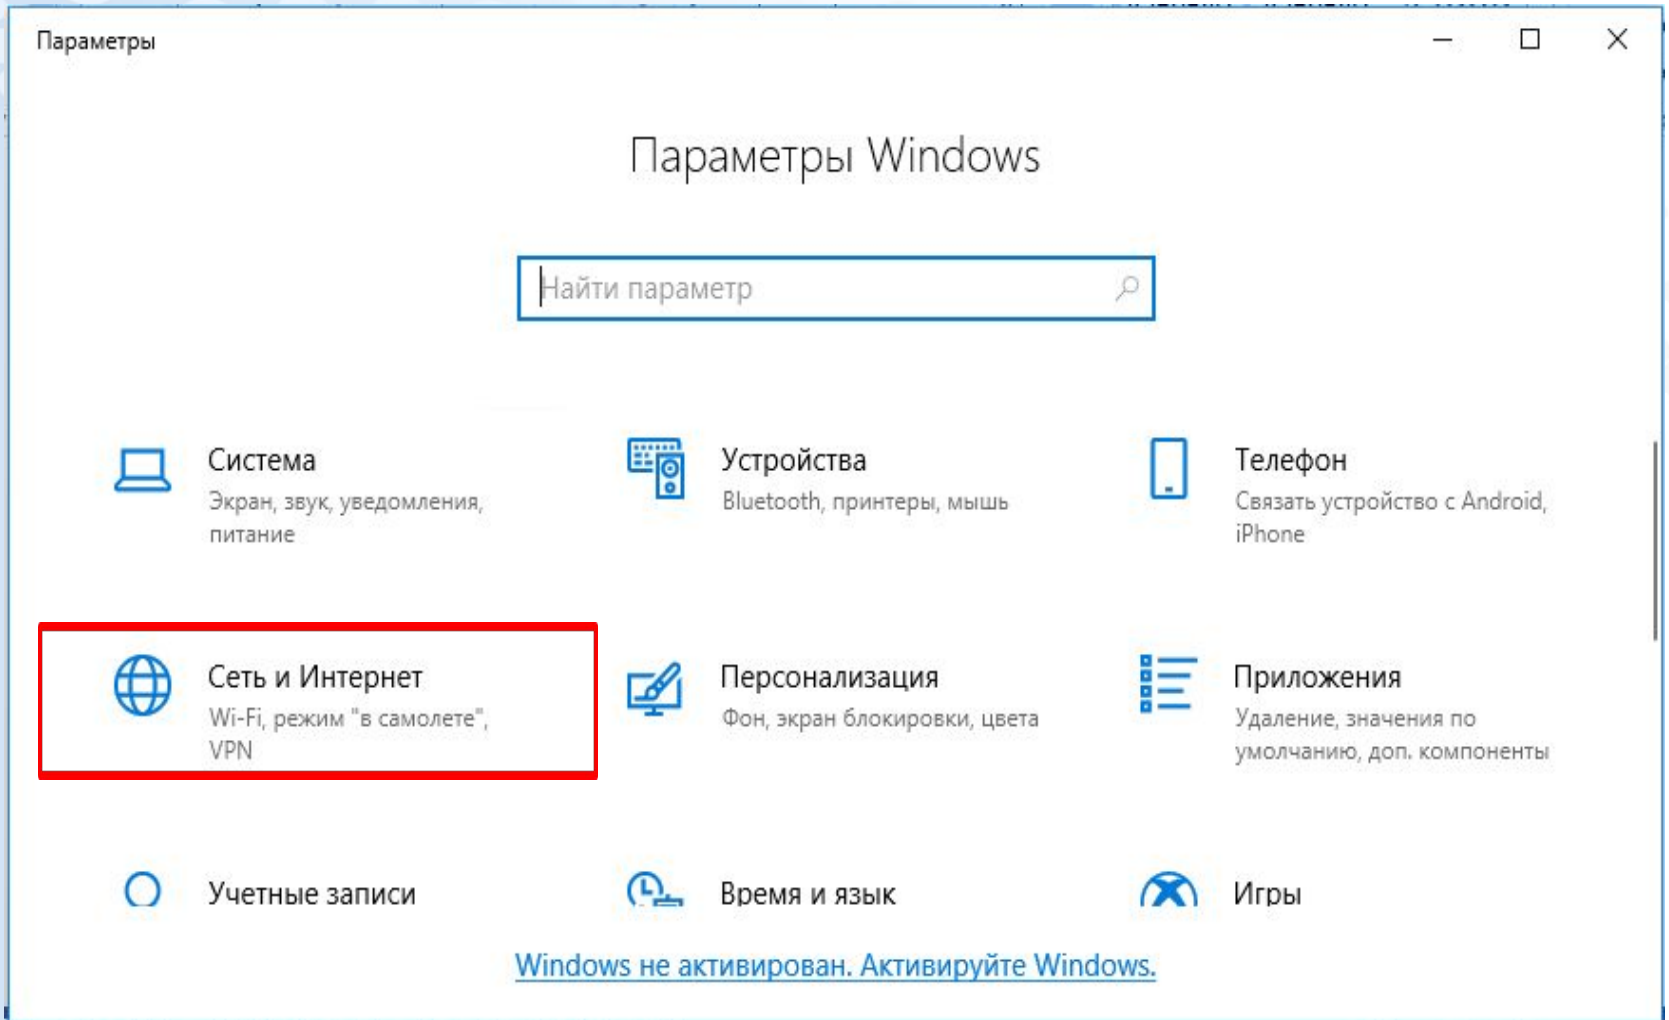 Параметры
Параметры Windows
Найти параметр
Система
Экран, звук, уведомления,
питание
Устройства
Bluetooth, принтеры, мышь
Телефон
Связать устройство с Android,
iPhone
Сеть и Интернет
Wi-Fi, режим "в самолете",
VPN
Персонализация
Фон, экран блокировки, цвета
Приложения
Удаление, значения по
умолчанию, доп. компоненты
Учетные записи
Время и язык
Игры
Windows не активирован. Активируйте Windows.